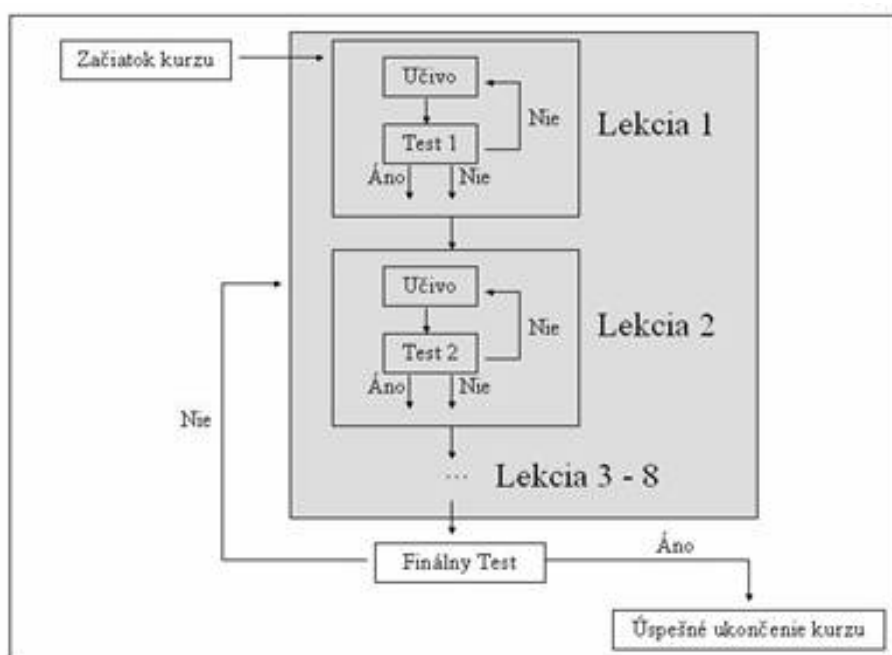 Začiatok kurzu
Učivo
Nie
Lekcia 1
Test 1
Áno
Nie
Učivo
Nie
Lekcia 2
Test 2
Áno
Nie
Nie
... Lekcia 3 - 8
Finálny Test
Áno
Úspešné ukončenie kurzu